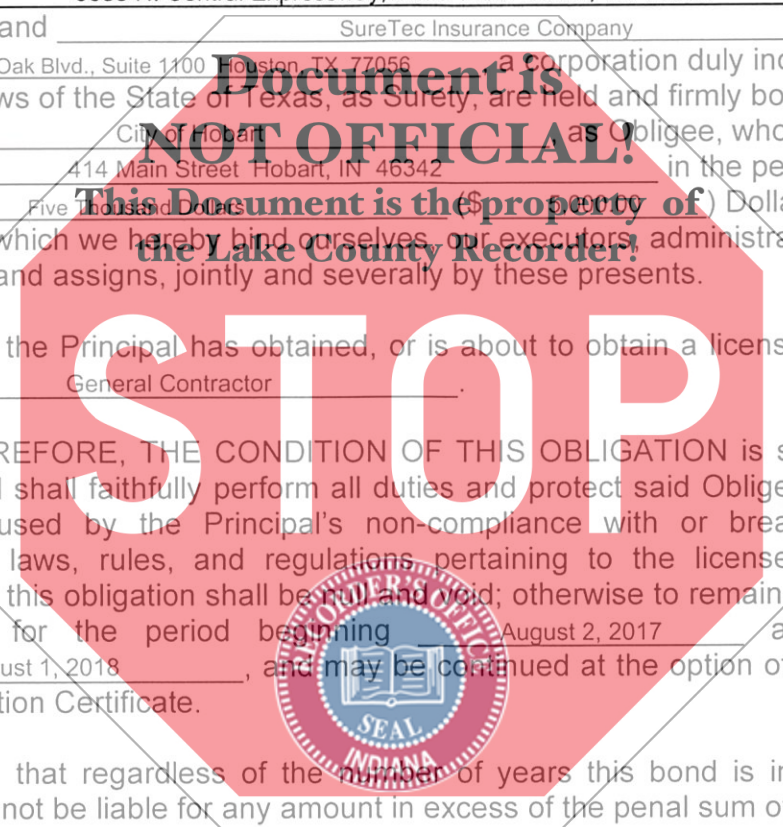 and SureTec Insurance Company
Oak Blvd., Suite 1100 Houston, TX 77056 a corporation duly inc
Document is
ws of the State of Texas, as Surety, are held and firmly bo
City of Hobart , as Obligee, who
NOT OFFICIAL!
414 Main Street Hobart, IN 46342 in the pe
Five Thousand Dollars ($ 5,000.00 ) Dolla
This Document is the property of
which we hereby bind ourselves, our executors, administra
the Lake County Recorder!
and assigns, jointly and severally by these presents.
the Principal has obtained, or is about to obtain a licens
General Contractor .
STOP
REFORE, THE CONDITION OF THIS OBLIGATION is s
l shall faithfully perform all duties and protect said Oblige
used by the Principal's non-compliance with or brea
laws, rules, and regulations pertaining to the license
this obligation shall be null and void; otherwise to remain
for the period beginning August 2, 2017 a
ust 1, 2018 , and may be continued at the option o
tion Certificate.
RECORDER'S OFFICE
SEAL
INDIANA
that regardless of the number of years this bond is i
not be liable for any amount in excess of the penal sum o